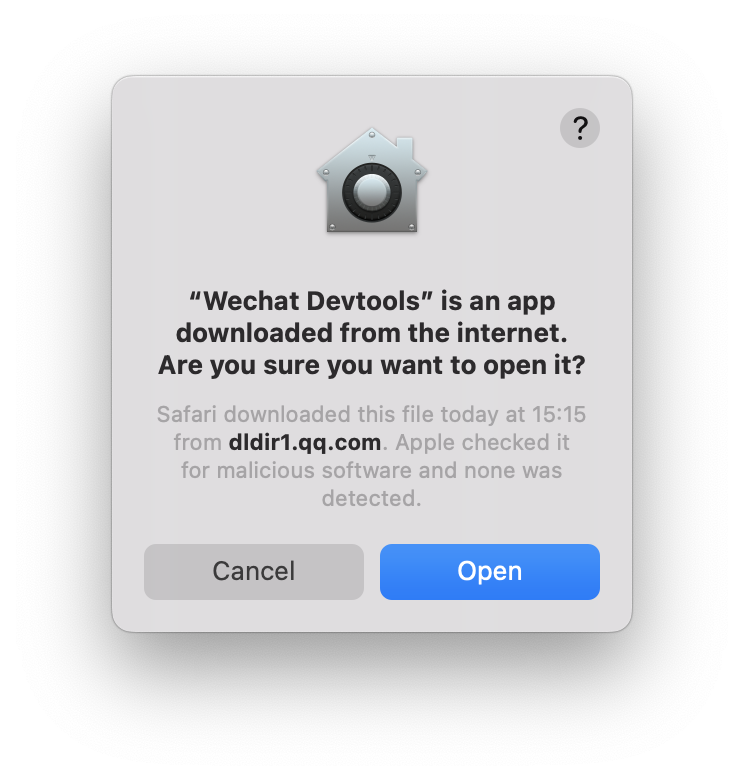 ?
“Wechat Devtools” is an app
downloaded from the internet.
Are you sure you want to open it?
Safari downloaded this file today at 15:15
from dldir1.qq.com. Apple checked it
for malicious software and none was
detected.
Cancel
Open